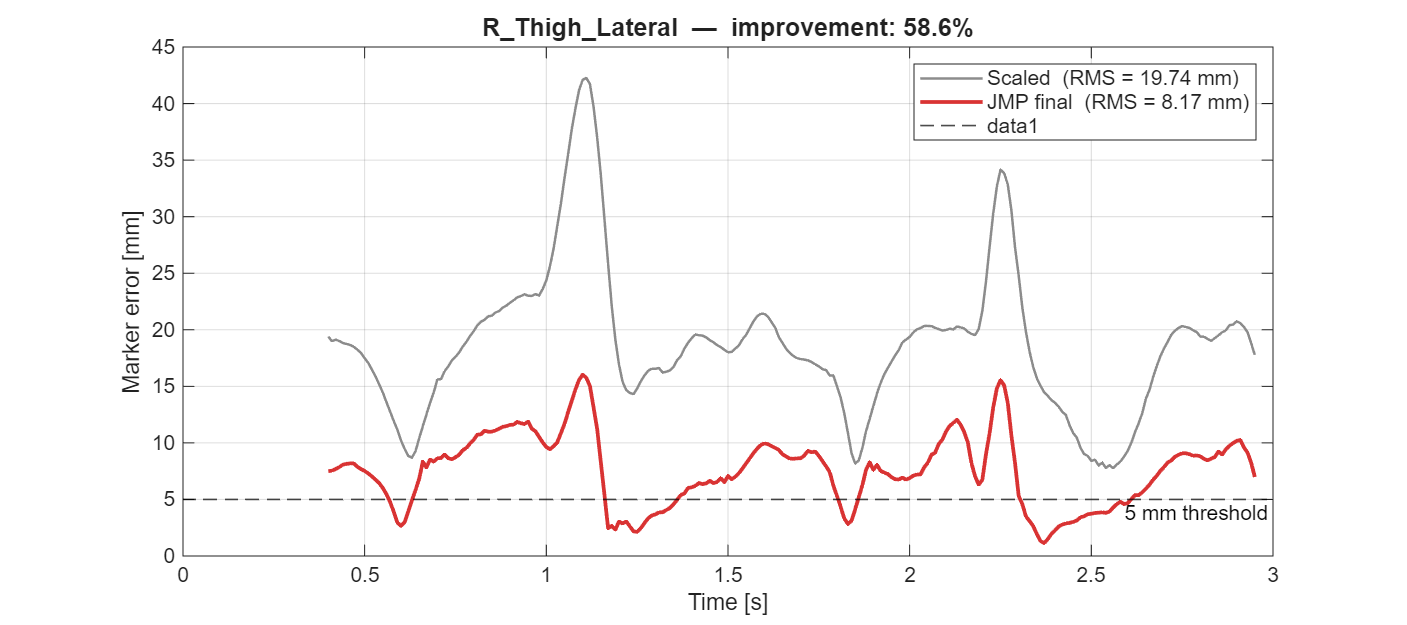 R_Thigh_Lateral — improvement: 58.6%
45
40
35
30
25
20
15
10
5
0
Marker error [mm]
Scaled (RMS = 19.74 mm)
JMP final (RMS = 8.17 mm)
data1
5 mm threshold
0 0.5 1 1.5 2 2.5 3
Time [s]